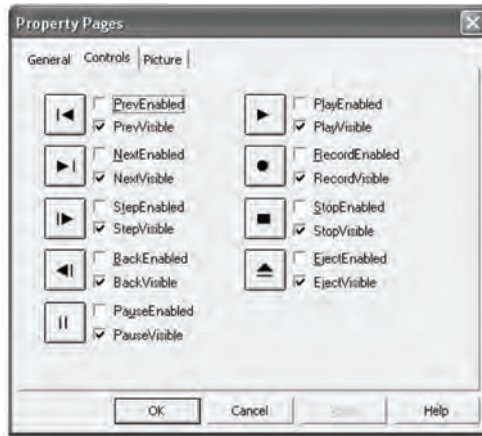 Property Pages
General Controls Picture
PrevEnabled
PrevVisible
NextEnabled
NextVisible
StepEnabled
StepVisible
BackEnabled
BackVisible
PauseEnabled
PauseVisible
PlayEnabled
PlayVisible
RecordEnabled
RecordVisible
StopEnabled
StopVisible
EjectEnabled
EjectVisible
OK Cancel Help